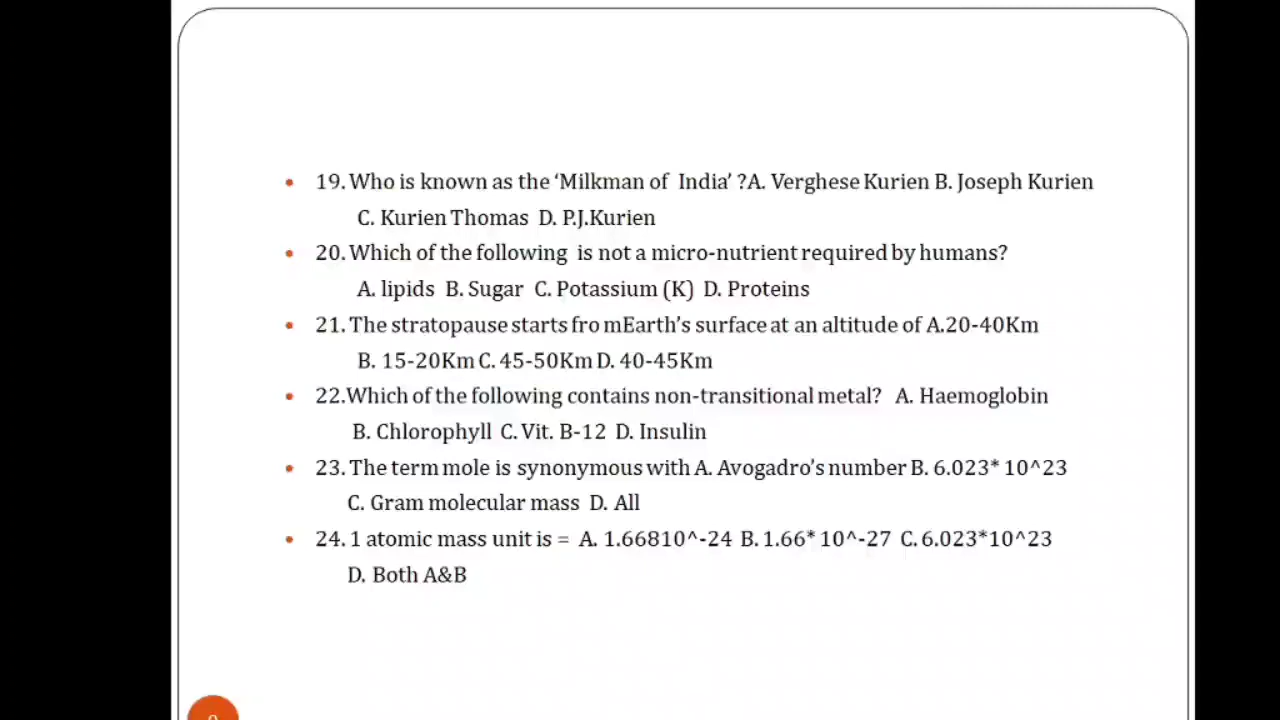 • 19. Who is known as the ‘Milkman of India’ ?A. Verghese Kurien B. Joseph Kurien
C. Kurien Thomas D. P.J.Kurien
• 20. Which of the following is not a micro-nutrient required by humans?
A. lipids B. Sugar C. Potassium (K) D. Proteins
• 21. The stratopause starts fro mEarth’s surface at an altitude of A.20-40Km
B. 15-20Km C. 45-50Km D. 40-45Km
• 22.Which of the following contains non-transitional metal? A. Haemoglobin
B. Chlorophyll C. Vit. B-12 D. Insulin
• 23. The term mole is synonymous with A. Avogadro’s number B. 6.023* 10^23
C. Gram molecular mass D. All
• 24. 1 atomic mass unit is = A. 1.66810^-24 B. 1.66* 10^-27 C. 6.023*10^23
D. Both A&B